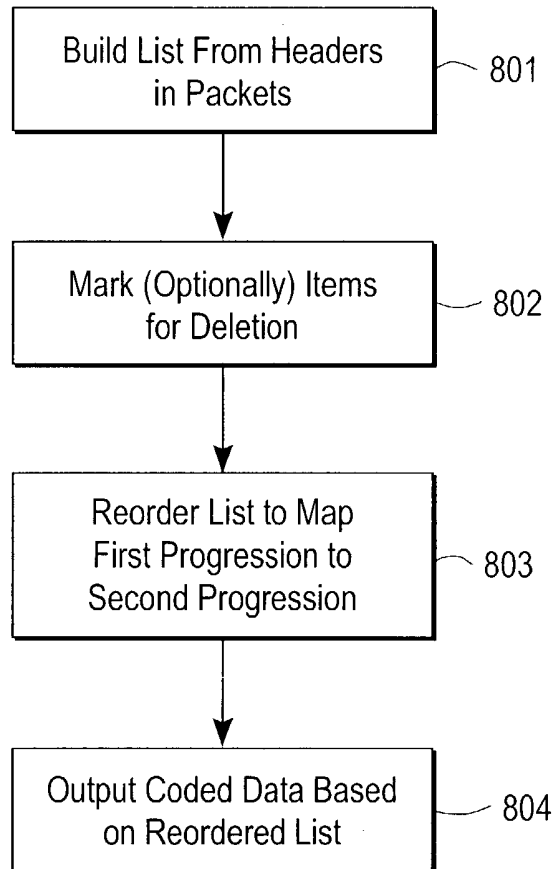 Build List From Headers
in Packets
801
Mark (Optionally) Items
for Deletion
802
Reorder List to Map
First Progression to
Second Progression
803
Output Coded Data Based
on Reordered List
804